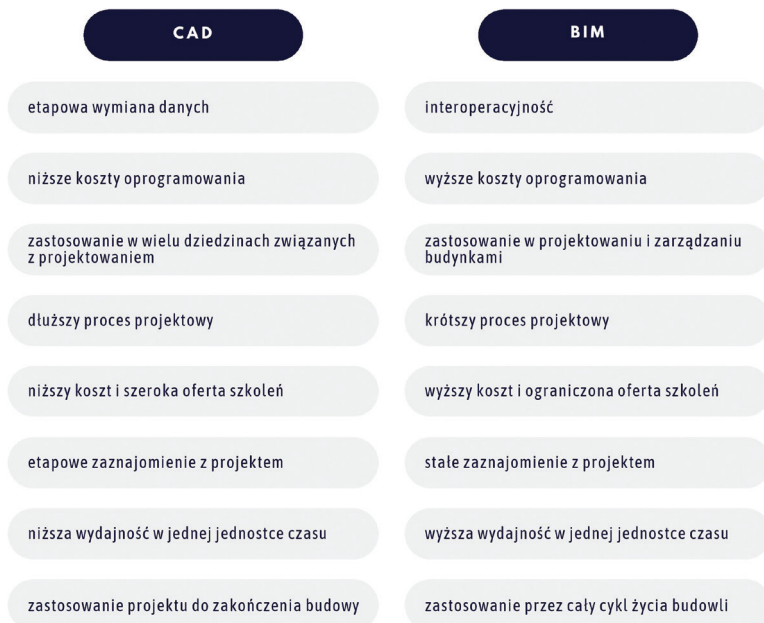 CAD
BIM
etapowa wymiana danych
interoperacyjność
niższe koszty oprogramowania
wyższe koszty oprogramowania
zastosowanie w wielu dziedzinach związanych
z projektowaniem
zastosowanie w projektowaniu i zarządzaniu
budynkami
dłuższy proces projektowy
krótszy proces projektowy
niższy koszt i szeroka oferta szkoleń
wyższy koszt i ograniczona oferta szkoleń
etapowe zaznajomienie z projektem
stałe zaznajomienie z projektem
niższa wydajność w jednej jednostce czasu
wyższa wydajność w jednej jednostce czasu
zastosowanie projektu do zakończenia budowy
zastosowanie przez cały cykl życia budowli